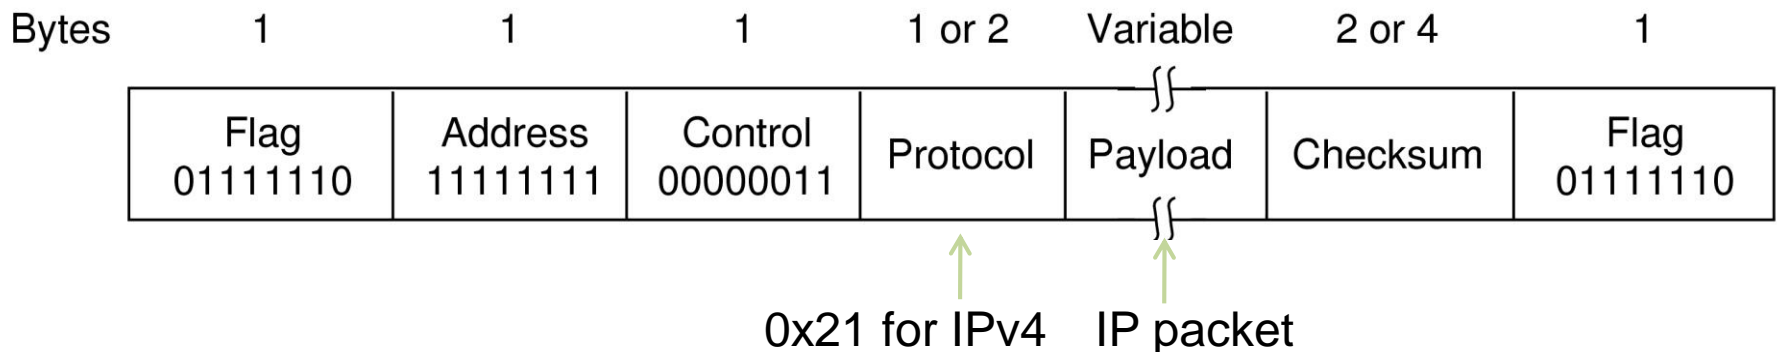 Bytes 1 1 1 1 or 2 Variable 2 or 4 1
Flag Address Control Protocol Payload Checksum Flag
01111110 11111111 00000011 01111110
0x21 for IPv4 IP packet